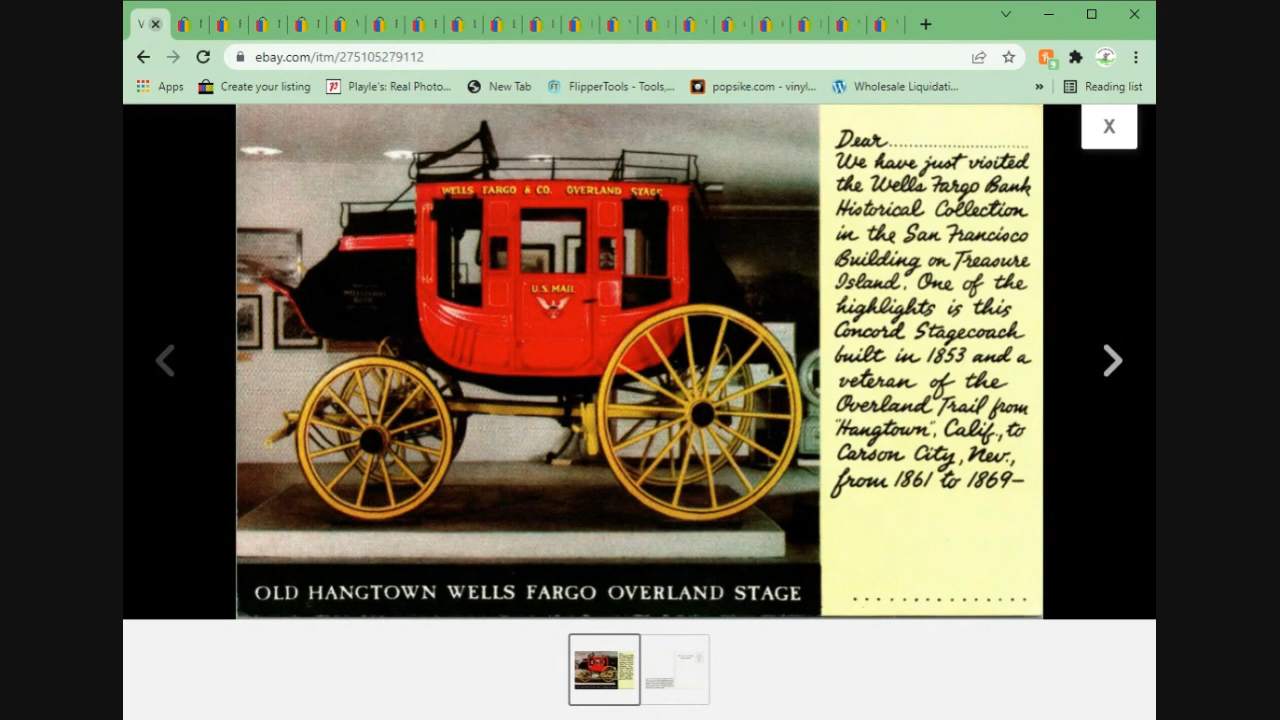 ebay.com/itm/275105279112
Apps
Create your listing
Playle's: Real Photo...
New Tab
FlipperTools - Tools,...
popsike.com - vinyl...
Wholesale Liquidati...
»
Reading list
X
WELLS FARGO & CO. OVERLAND STAGE
U.S. MAIL
OLD HANGTOWN WELLS FARGO OVERLAND STAGE
Dear..............................
We have just visited
the Wells Fargo Bank
Historical Collection
in the San Francisco
Building on Treasure
Island. One of the
highlights is this
Concord Stagecoach
built in 1853 and a
veteran of the
Overland Trail from
"Hangtown", Calif., to
Carson City, Nev.,
from 1861 to 1869—
. . . . . . . . . . . . . .